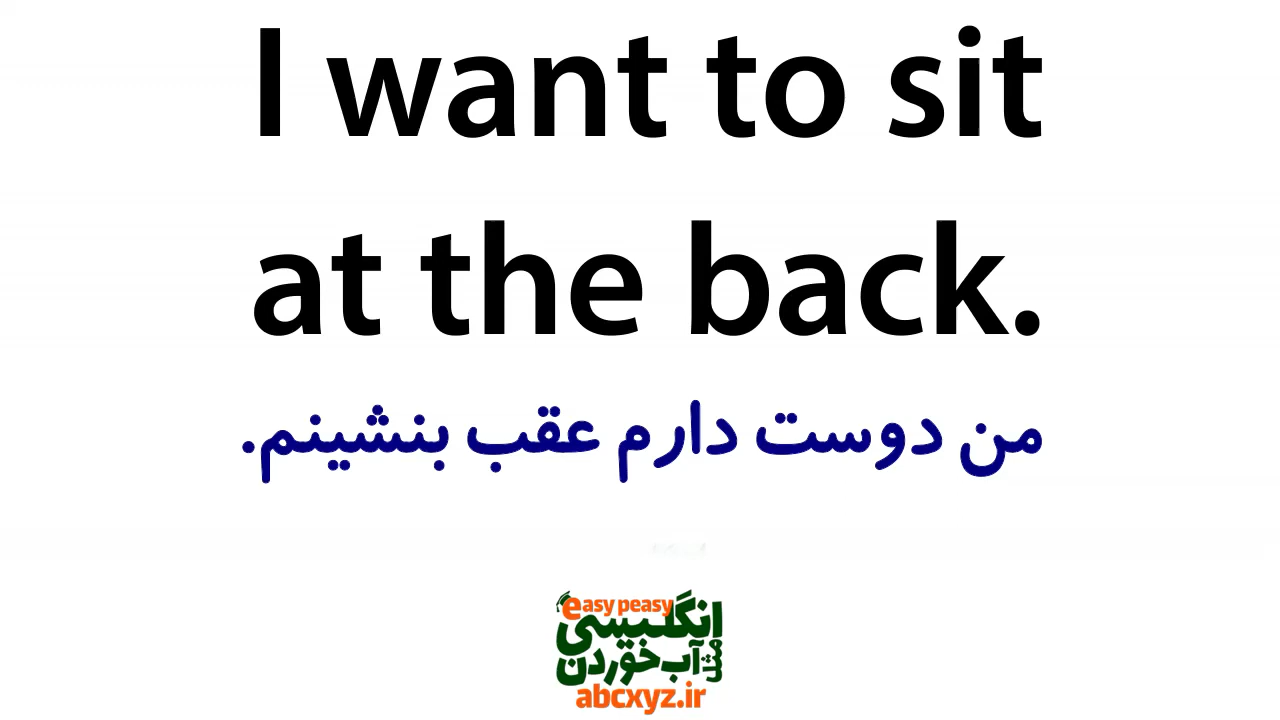 I want to sit
at the back.
من دوست دارم عقب بنشینم.
easy peasy
انگلیسی
مثل آب خوردن
abcxyz.ir